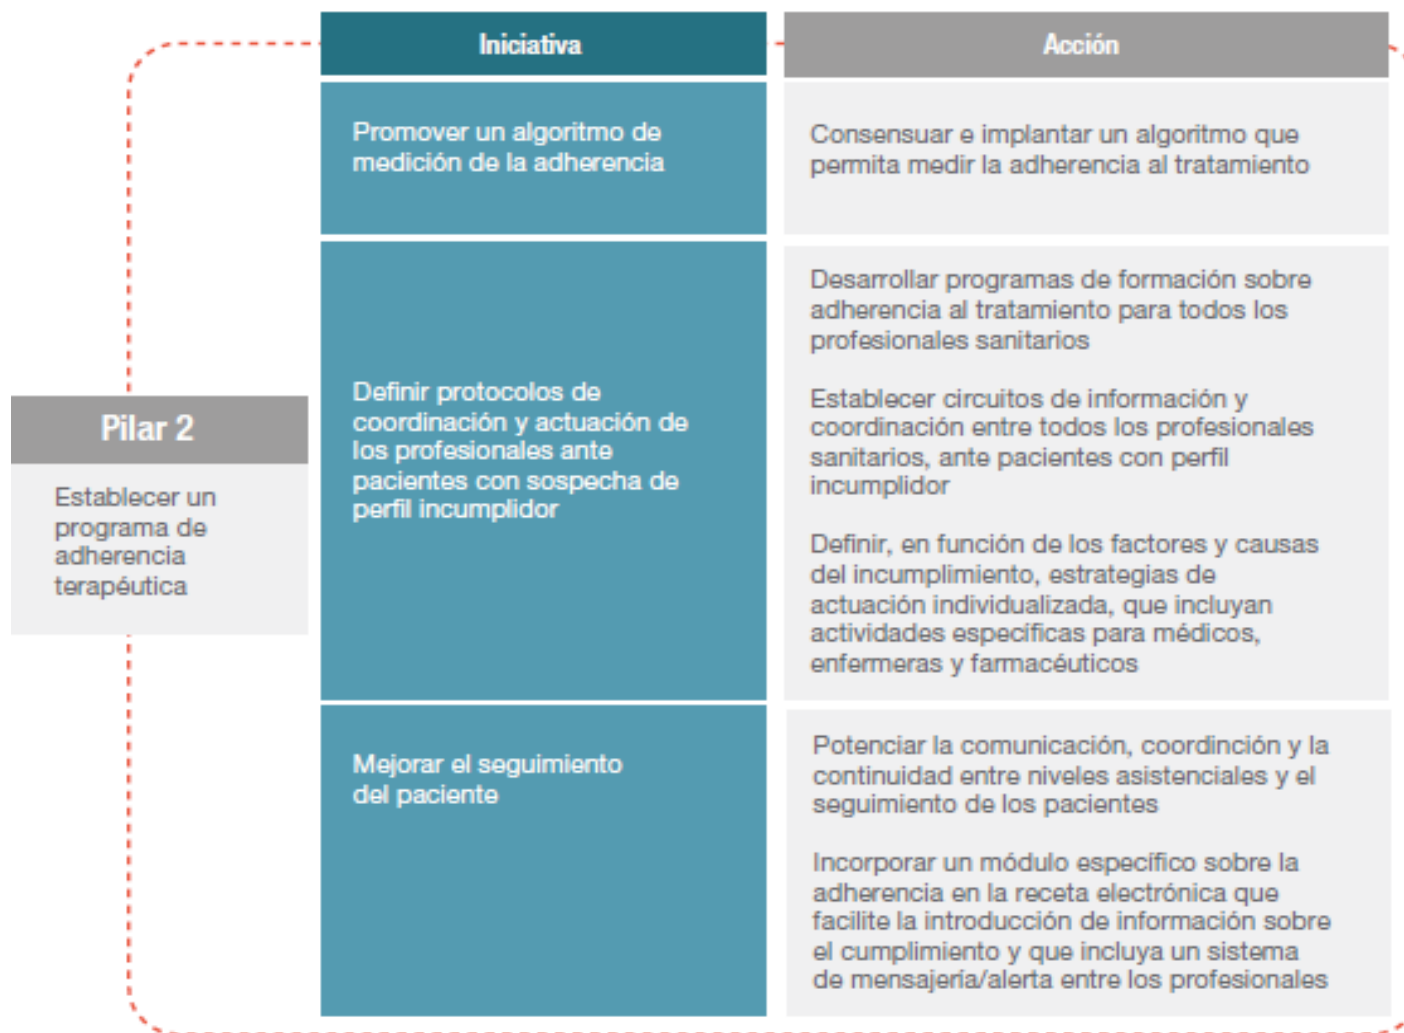 Iniciativa
Acción
Promover un algoritmo de
medición de la adherencia
Consensuar e implantar un algoritmo que
permita medir la adherencia al tratamiento
Pilar 2
Establecer un
programa de
adherencia
terapéutica
Definir protocolos de
coordinación y actuación de
los profesionales ante
pacientes con sospecha de
perfil incumplidor
Desarrollar programas de formación sobre
adherencia al tratamiento para todos los
profesionales sanitarios
Establecer circuitos de información y
coordinación entre todos los profesionales
sanitarios, ante pacientes con perfil
incumplidor
Definir, en función de los factores y causas
del incumplimiento, estrategias de
actuación individualizada, que incluyan
actividades específicas para médicos,
enfermeras y farmacéuticos
Mejorar el seguimiento
del paciente
Potenciar la comunicación, coordinción y la
continuidad entre niveles asistenciales y el
seguimiento de los pacientes
Incorporar un módulo específico sobre la
adherencia en la receta electrónica que
facilite la introducción de información sobre
el cumplimiento y que incluya un sistema
de mensajería/alerta entre los profesionales